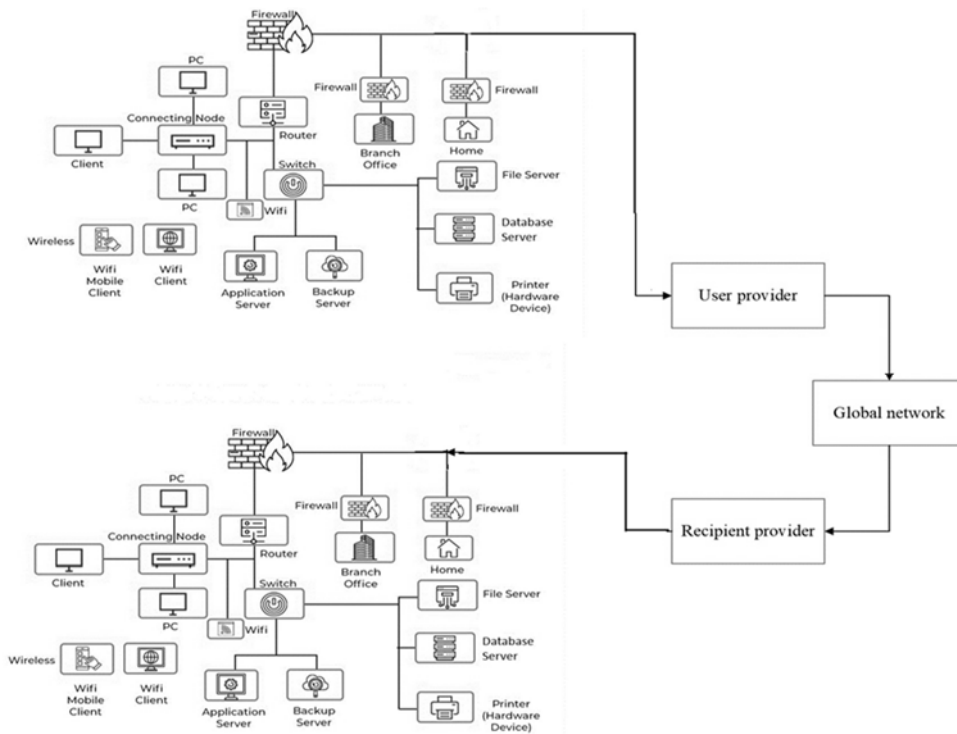 Firewall
PC
Firewall
Firewall
Connecting Node
Router
Client
Branch
Office
Home
Switch
File Server
PC
Wifi
Database
Server
Wireless
Wifi
Mobile
Client
Wifi
Client
Application
Server
Backup
Server
Printer
(Hardware
Device)
User provider
Global network
Recipient provider
Firewall
PC
Firewall
Firewall
Connecting Node
Router
Client
Branch
Office
Home
Switch
File Server
PC
Wifi
Database
Server
Wireless
Wifi
Mobile
Client
Wifi
Client
Application
Server
Backup
Server
Printer
(Hardware
Device)